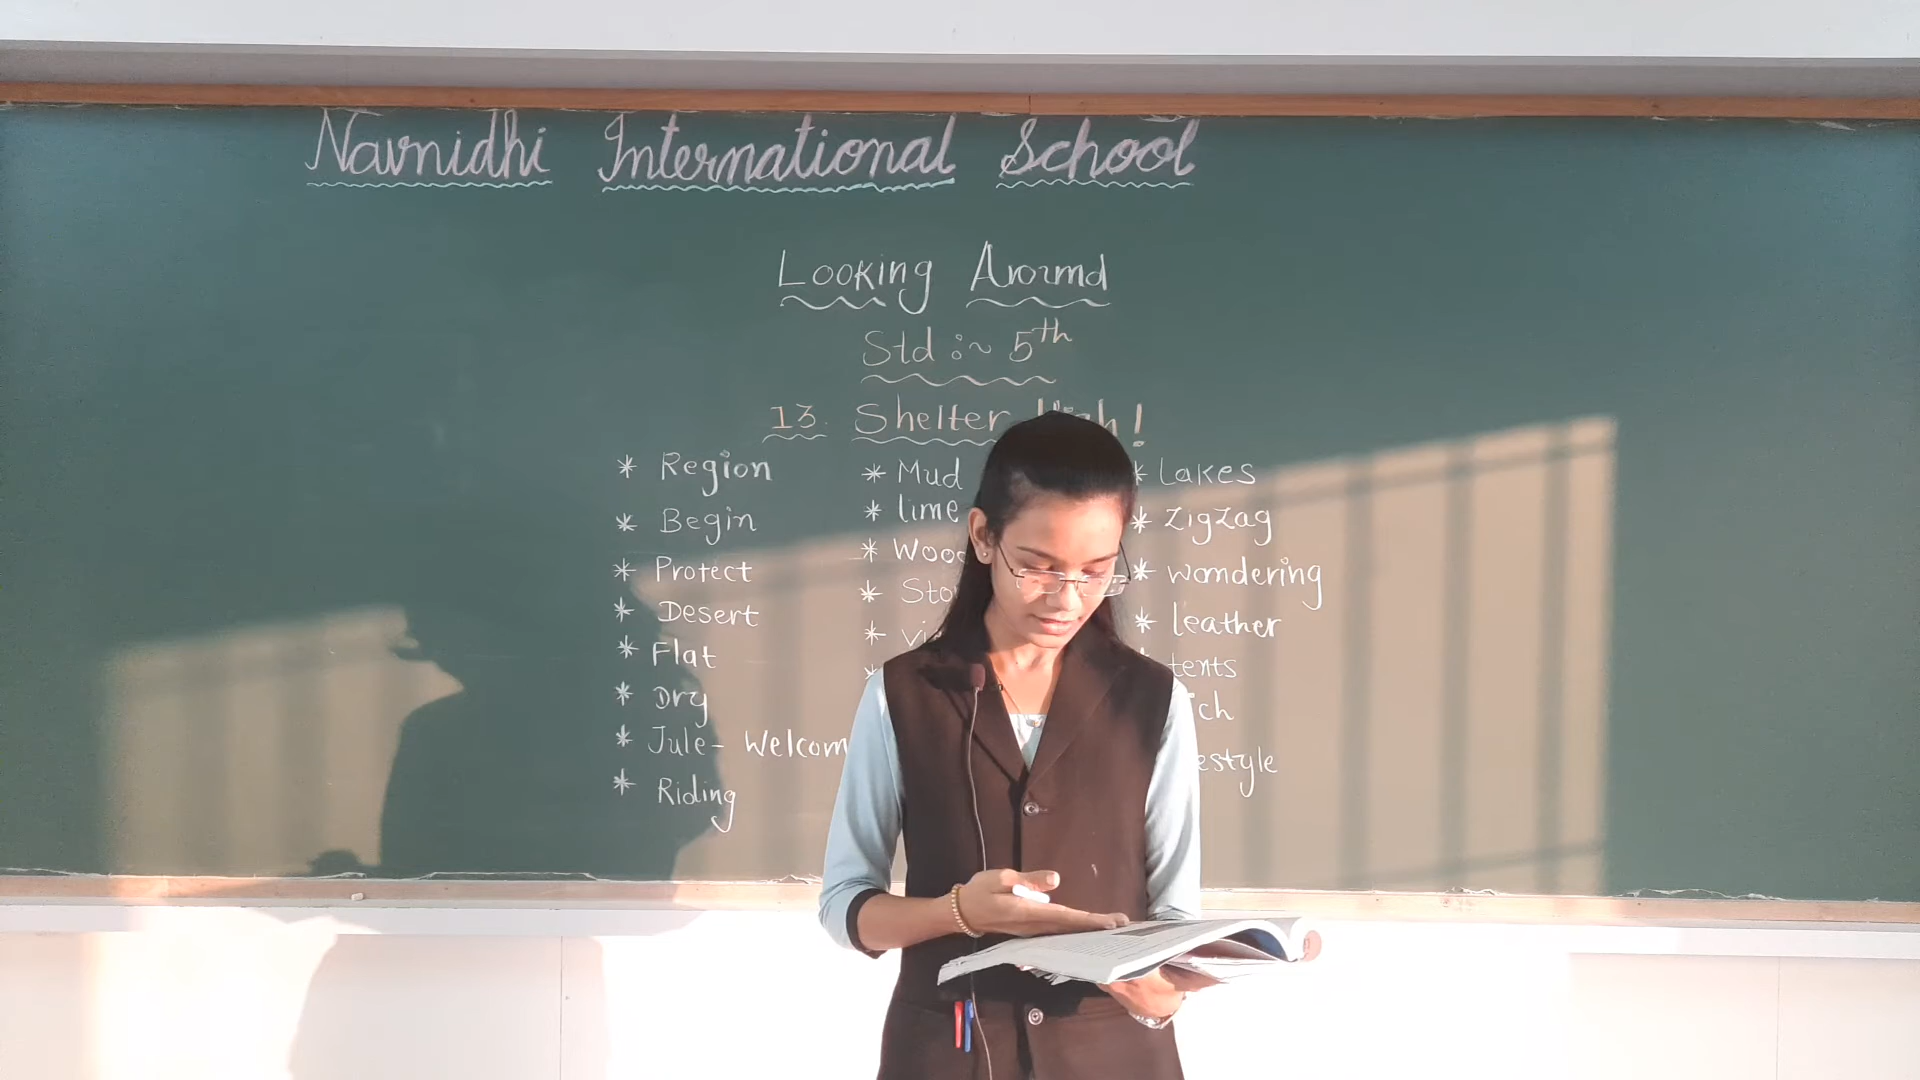 Navnidhi International School
Looking Around
Std :~ 5th
13. Shelter High!
* Region
* Begin
* Protect
* Desert
* Flat
* Dry
* Jule - Welcom
* Riding
* Mud
* lime
*
*
*
* Lakes
* ZigZag
* wondering
* leather
tents